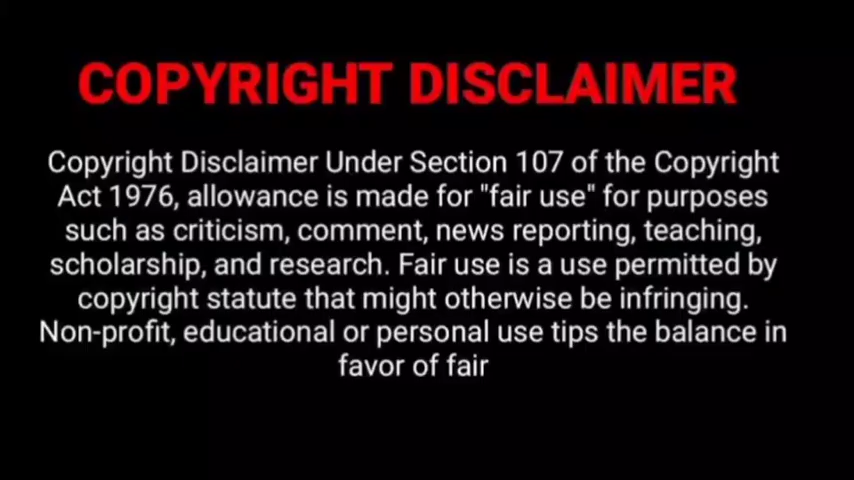 COPYRIGHT DISCLAIMER
Copyright Disclaimer Under Section 107 of the Copyright
Act 1976, allowance is made for "fair use" for purposes
such as criticism, comment, news reporting, teaching,
scholarship, and research. Fair use is a use permitted by
copyright statute that might otherwise be infringing.
Non-profit, educational or personal use tips the balance in
favor of fair